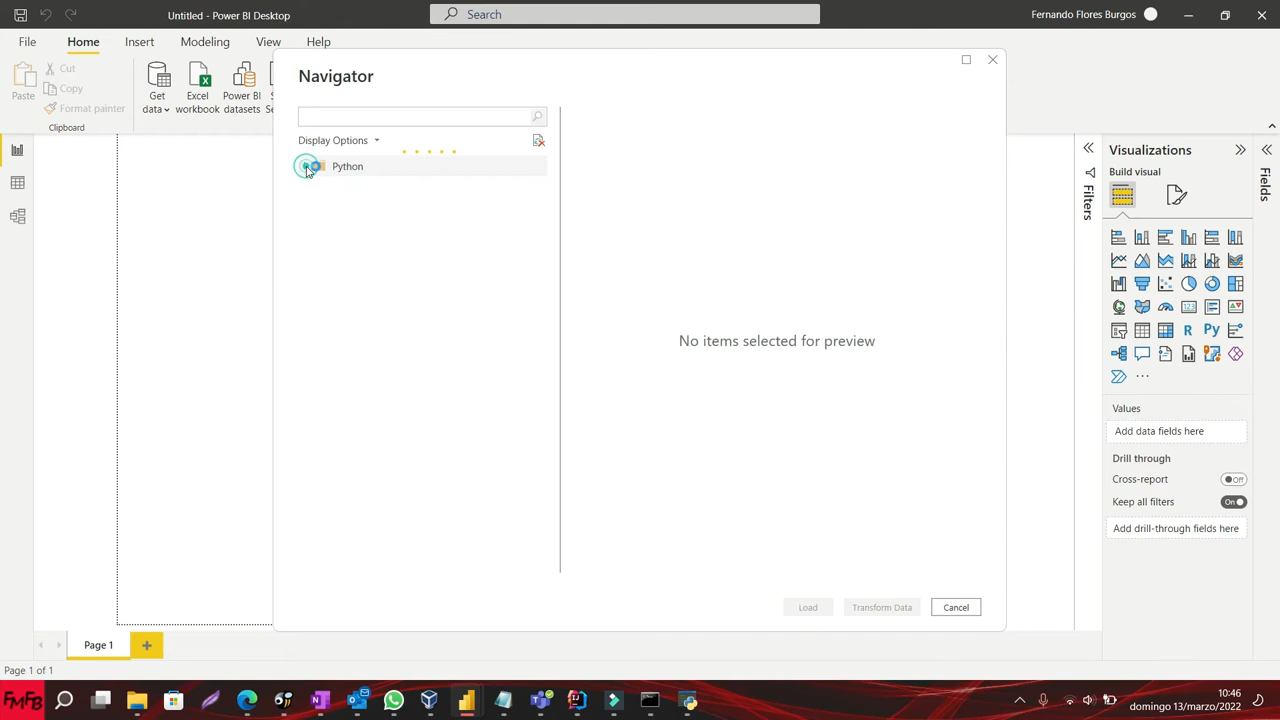 Untitled - Power BI Desktop
Search
Fernando Flores Burgos
File
Home
Insert
Modeling
View
Help
Paste
Cut
Copy
Format painter
Clipboard
Get data
Excel workbook
Power BI datasets
Navigator
Display Options
Python
No items selected for preview
Load
Transform Data
Cancel
Filters
Visualizations
Build visual
123
R
Py
Values
Add data fields here
Drill through
Cross-report
Off
Keep all filters
On
Add drill-through fields here
Fields
Page 1
Page 1 of 1
FMFB
10:46
domingo 13/marzo/2022